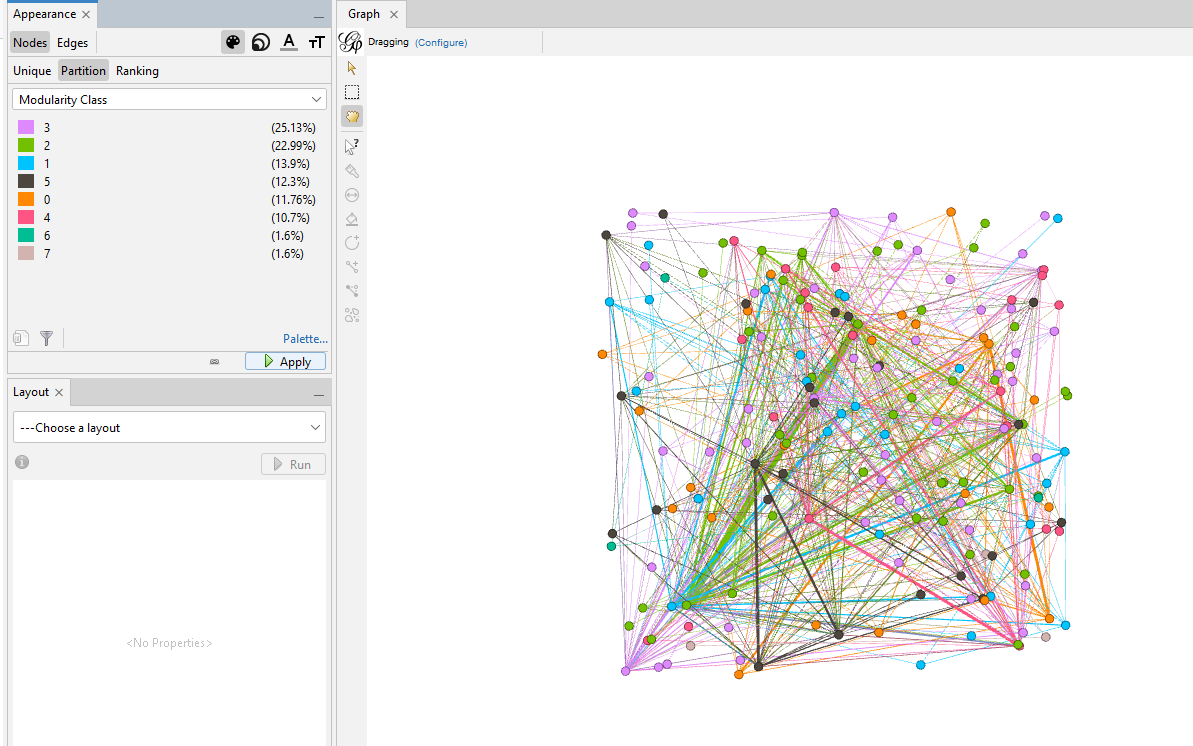 Appearance
Nodes Edges
Unique Partition Ranking
Modularity Class
3 (25.13%)
2 (22.99%)
1 (13.9%)
5 (12.3%)
0 (11.76%)
4 (10.7%)
6 (1.6%)
7 (1.6%)
Palette...
Apply
Layout
---Choose a layout
Run
<No Properties>
Graph
Dragging (Configure)